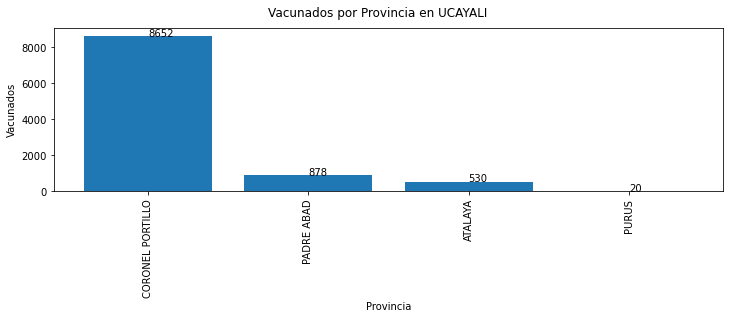 Vacunados por Provincia en UCAYALI
Vacunados
8000
6000
4000
2000
0
8652
878
530
20
CORONEL PORTILLO
PADRE ABAD
ATALAYA
PURUS
Provincia